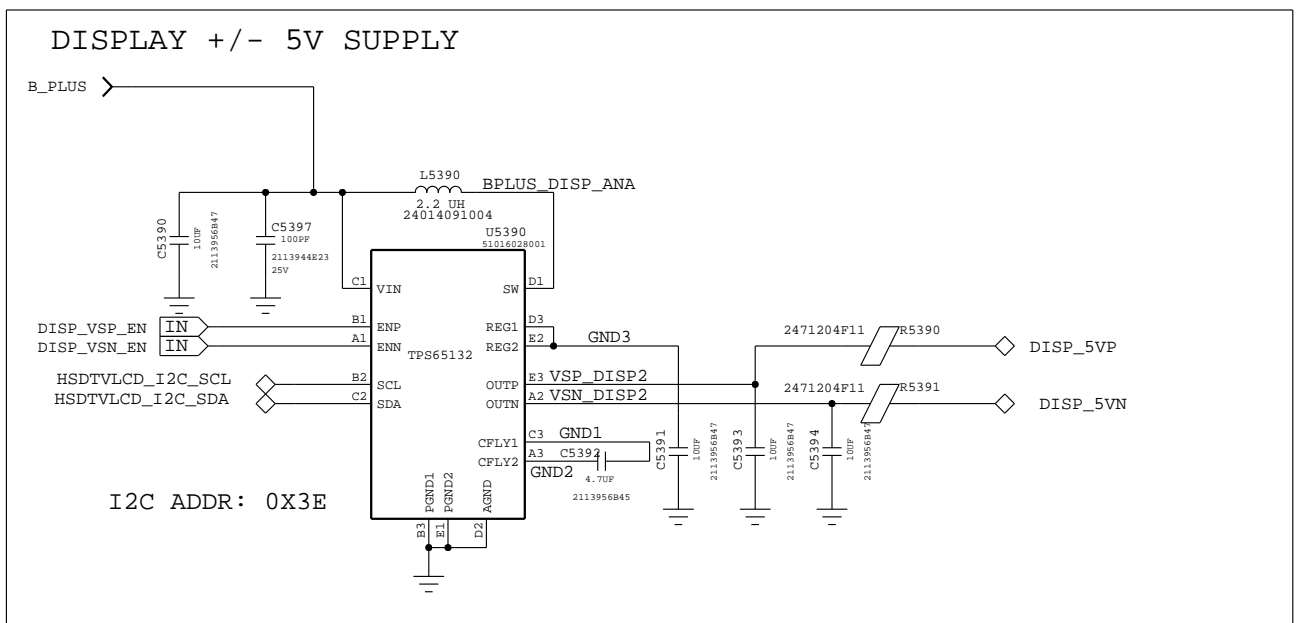 DISPLAY +/- 5V SUPPLY
B_PLUS
L5390
BPLUS_DISP_ANA
2.2 UH
24014091004
C5390
10UF
2113956B47
C5397
100PF
2113944E23
25V
U5390
51016028001
C1
VIN
D1
SW
DISP_VSP_EN IN
B1
ENP
DISP_VSN_EN IN
A1
ENN
TPS65132
D3
REG1
E2
REG2
GND3
HSDTVLCD_I2C_SCL
B2
SCL
HSDTVLCD_I2C_SDA
C2
SDA
E3
OUTP
VSP_DISP2
A2
OUTN
VSN_DISP2
2471204F11 R5390
DISP_5VP
2471204F11 R5391
DISP_5VN
C3
CFLY1
GND1
A3
CFLY2
GND2
C5392
4.7UF
2113956B45
C5391
10UF
2113956B47
C5393
10UF
2113956B47
C5394
10UF
2113956B47
I2C ADDR: 0X3E
PGND1
PGND2
AGND
B3
E1
D2